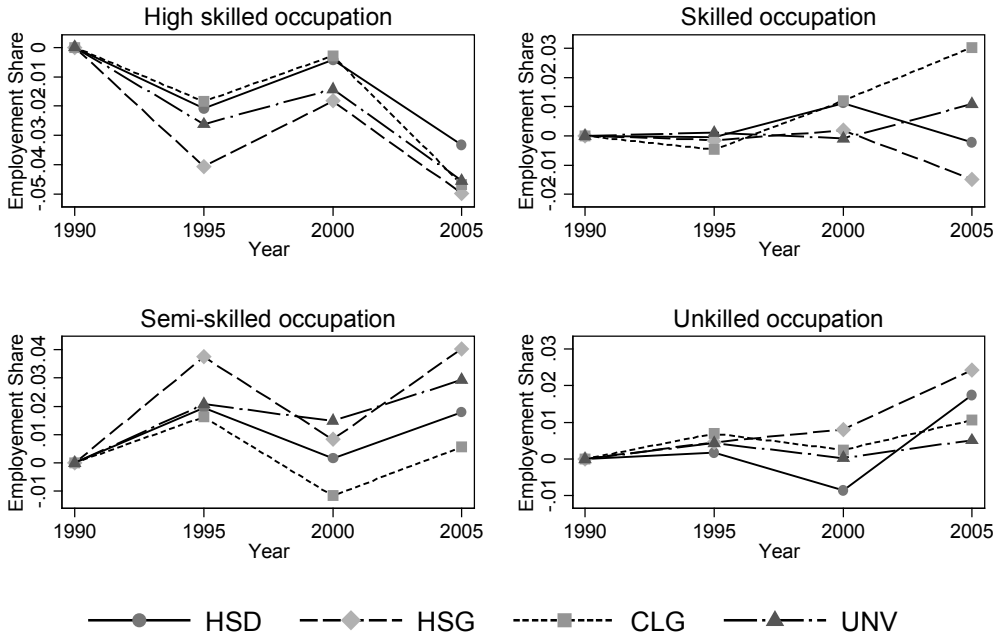 High skilled occupation
Employement Share
-.05.04.03.02.01 0
1990 1995 2000 2005
Year
Skilled occupation
Employement Share
-.02.01 0 .01.02.03
1990 1995 2000 2005
Year
Semi-skilled occupation
Employement Share
-.01 0 .01.02.03.04
1990 1995 2000 2005
Year
Unkilled occupation
Employement Share
-.01 0 .01 .02 .03
1990 1995 2000 2005
Year
HSD HSG CLG UNV